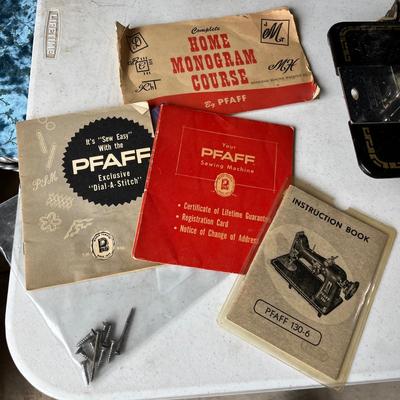 LIFETIME
Complete
HOME
MONOGRAM
COURSE
By PFAFF
It's "Sew Easy"
With the
PFAFF
Exclusive
"Dial-A-Stitch"
Your
PFAFF
Sewing Machine
• Certificate of Lifetime Guarantee
• Registration Card
• Notice of Change of Address
INSTRUCTION BOOK
PFAFF 130-6